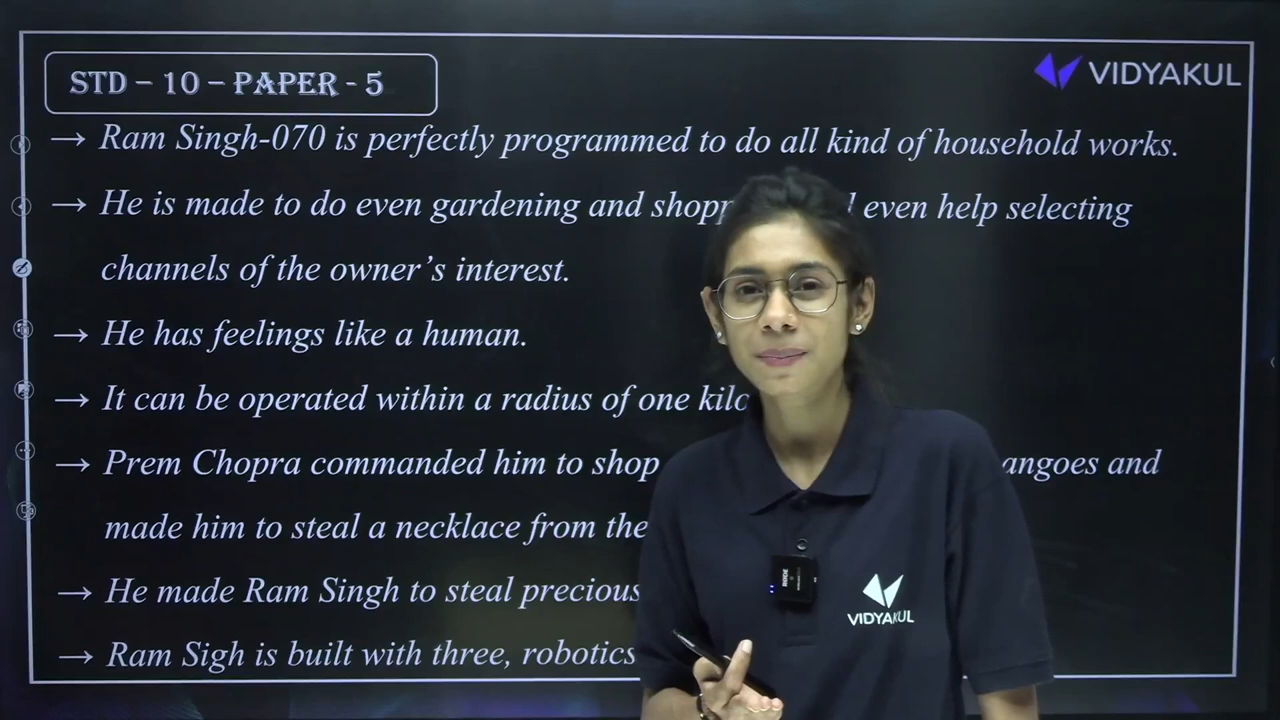 STD – 10 – PAPER - 5
VIDYAKUL
→ Ram Singh-070 is perfectly programmed to do all kind of household works.
→ He is made to do even gardening and even help selecting
channels of the owner's interest.
→ He has feelings like a human.
→ It can be operated within a radius of one
→ Prem Chopra commanded him to shop and
made him to steal a necklace from the
→ He made Ram Singh to steal precious
→ Ram Sigh is built with three, robotics
RODE
VIDYAKUL